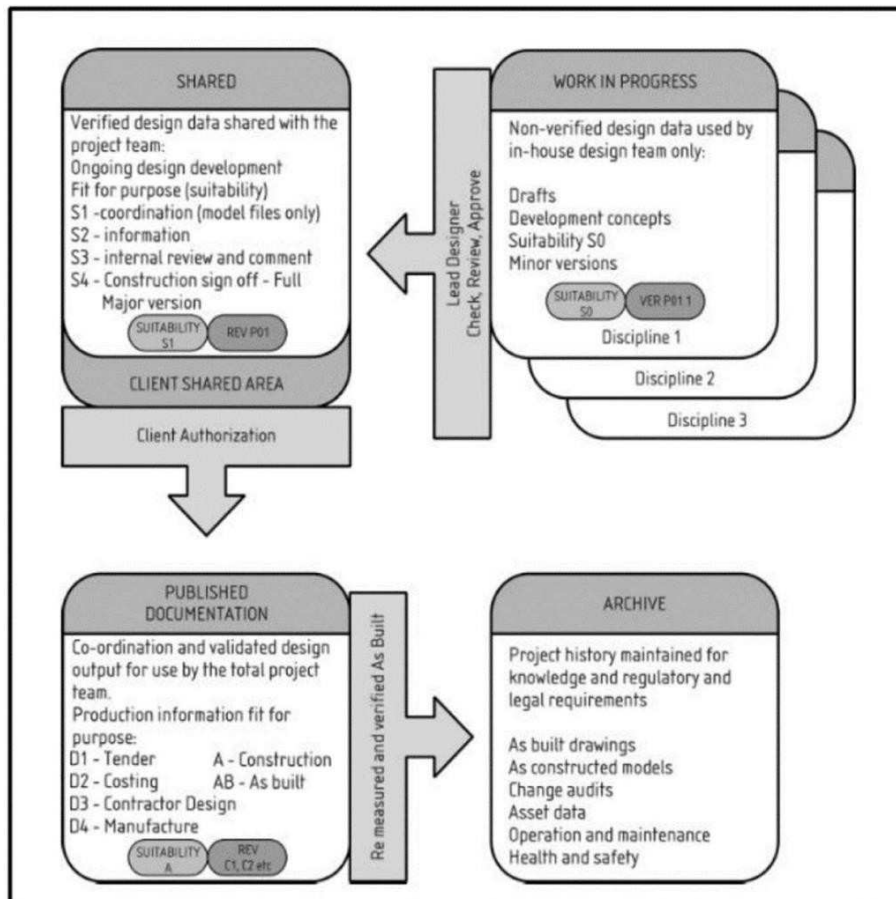 SHARED
Verified design data shared with the
project team:
Ongoing design development
Fit for purpose (suitability)
S1 -coordination (model files only)
S2 - information
S3 - internal review and comment
S4 - Construction sign off - Full
Major version
SUITABILITY
S1
REV P01
CLIENT SHARED AREA
Client Authorization
Lead Designer
Check, Review, Approve
WORK IN PROGRESS
Non-verified design data used by
in-house design team only:
Drafts
Development concepts
Suitability S0
Minor versions
SUITABILITY
S0
VER P01 1
Discipline 1
Discipline 2
Discipline 3
PUBLISHED
DOCUMENTATION
Co-ordination and validated design
output for use by the total project
team.
Production information fit for
purpose:
D1 - Tender A - Construction
D2 - Costing AB - As built
D3 - Contractor Design
D4 - Manufacture
SUITABILITY
A
REV
C1, C2 etc
Re measured and verified As Built
ARCHIVE
Project history maintained for
knowledge and regulatory and
legal requirements
As built drawings
As constructed models
Change audits
Asset data
Operation and maintenance
Health and safety